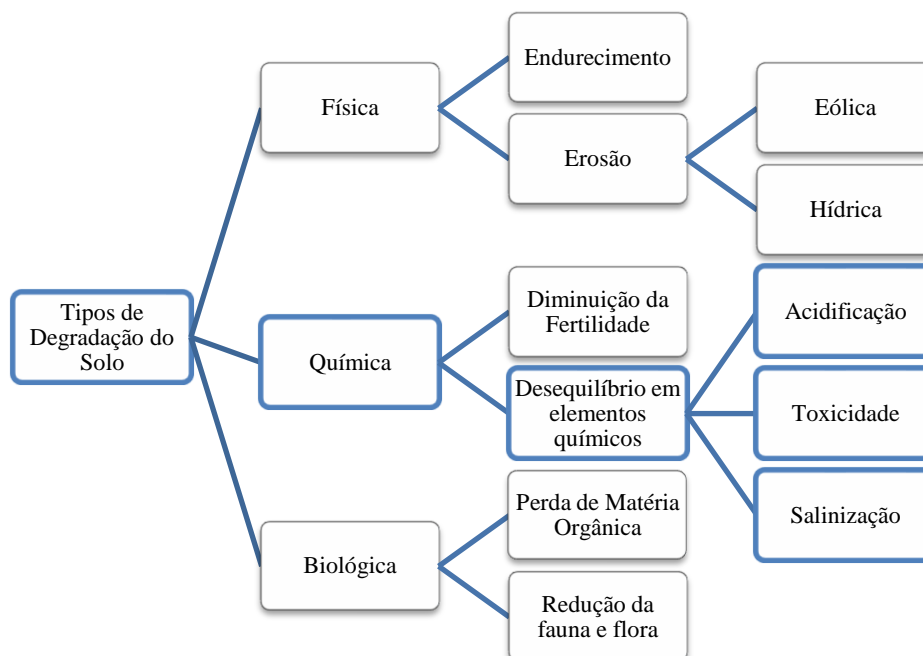 Tipos de
Degradação do
Solo
Física
Endurecimento
Erosão
Eólica
Hídrica
Química
Diminuição da
Fertilidade
Desequilíbrio em
elementos
químicos
Acidificação
Toxicidade
Salinização
Biológica
Perda de Matéria
Orgânica
Redução da
fauna e flora